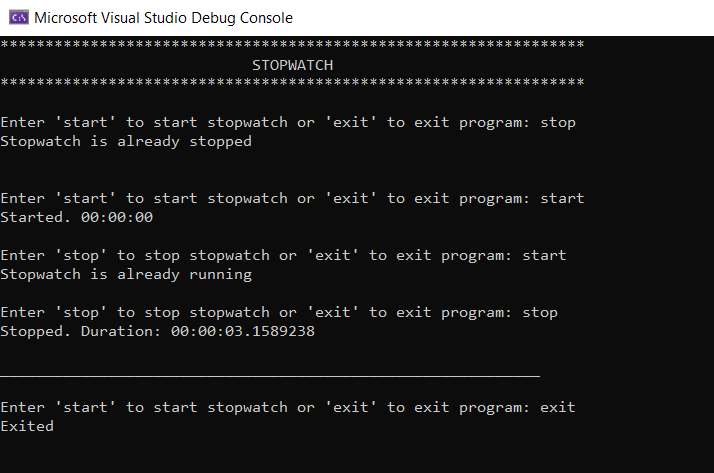 C:\ Microsoft Visual Studio Debug Console
*****************************************************************
STOPWATCH
*****************************************************************
Enter 'start' to start stopwatch or 'exit' to exit program: stop
Stopwatch is already stopped
Enter 'start' to start stopwatch or 'exit' to exit program: start
Started. 00:00:00
Enter 'stop' to stop stopwatch or 'exit' to exit program: start
Stopwatch is already running
Enter 'stop' to stop stopwatch or 'exit' to exit program: stop
Stopped. Duration: 00:00:03.1589238
____________________________________________________________
Enter 'start' to start stopwatch or 'exit' to exit program: exit
Exited